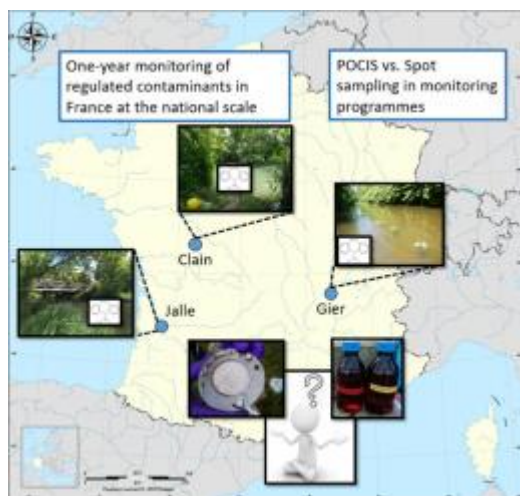 One-year monitoring of
regulated contaminants in
France at the national scale
POCIS vs. Spot
sampling in monitoring
programmes
Clain
Gier
Jalle
?